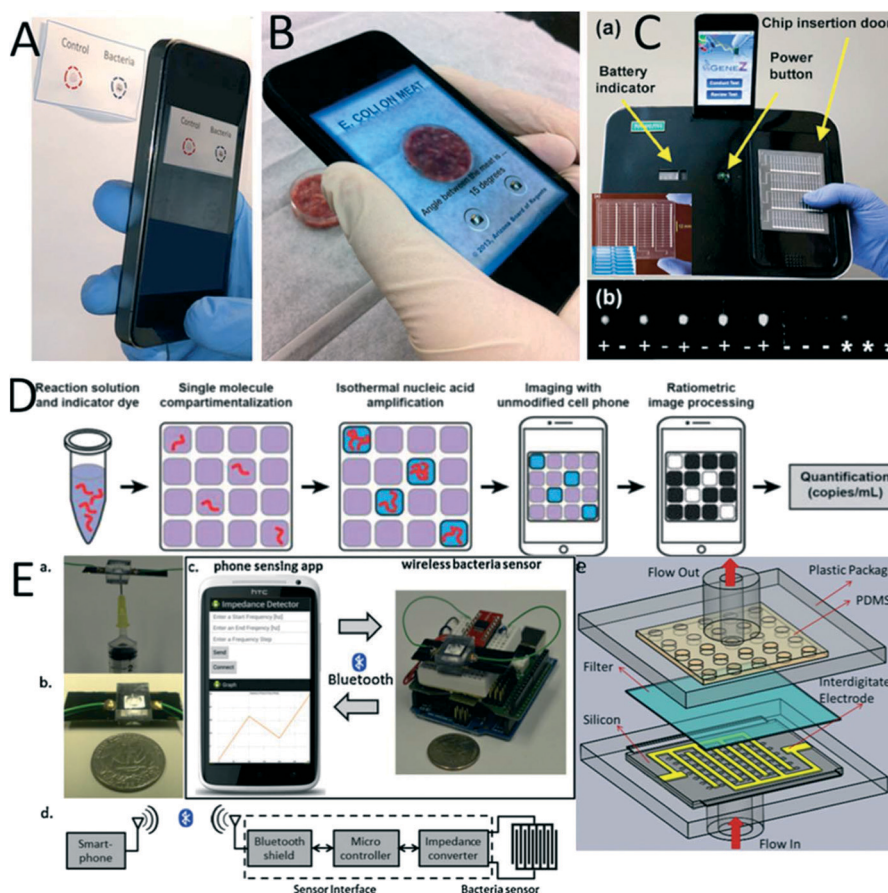 A
Control
Bacteria
Control
Bacteria
B
E. COLI ON MEAT
Angle between the meat is ...
15 degrees
© 2013, Arizona Board of Regents
(a)
C
Chip insertion door
Battery
indicator
Power
button
GENEZ
Conduct Test
Review Test
(b)
+ - + - + - + - + - - - * * *
D
Reaction solution
and indicator dye
Single molecule
compartimentalization
Isothermal nucleic acid
amplification
Imaging with
unmodified cell phone
Ratiometric
image processing
Quantification
(copies/mL)
E
a.
b.
c.
phone sensing app
hTC
Impedance Detector
Enter a Start Frequency [hz]
Enter an End Freqency [hz]
Enter a Frequency Step
Send
Connect
Graph
Bluetooth
wireless bacteria sensor
d.
Smart-
phone
Bluetooth
shield
Micro
controller
Impedance
converter
Sensor Interface
Bacteria sensor
e
Flow Out
Plastic Package
PDMS
Filter
Interdigitate
Electrode
Silicon
Flow In